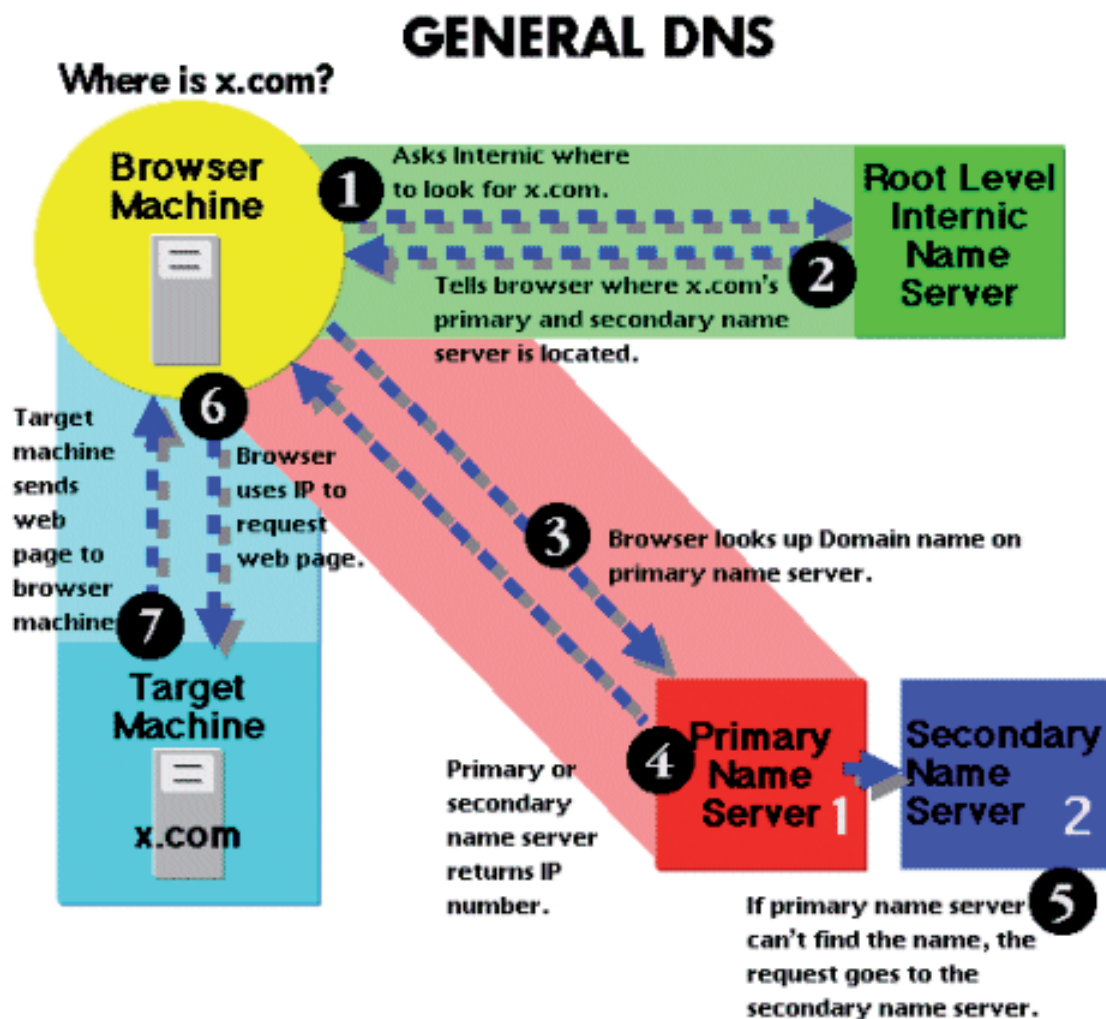 GENERAL DNS
Where is x.com?
Browser
Machine
1
Asks Internic where
to look for x.com.
Root Level
Internic
Name
Server
2
Tells browser where x.com's
primary and secondary name
server is located.
6
Target
machine
sends
web
page to
browser
machine
Browser
uses IP to
request
web page.
3
Browser looks up Domain name on
primary name server.
7
Target
Machine
x.com
4
Primary or
secondary
name server
returns IP
number.
Primary
Name
Server 1
Secondary
Name
Server 2
5
If primary name server
can't find the name, the
request goes to the
secondary name server.